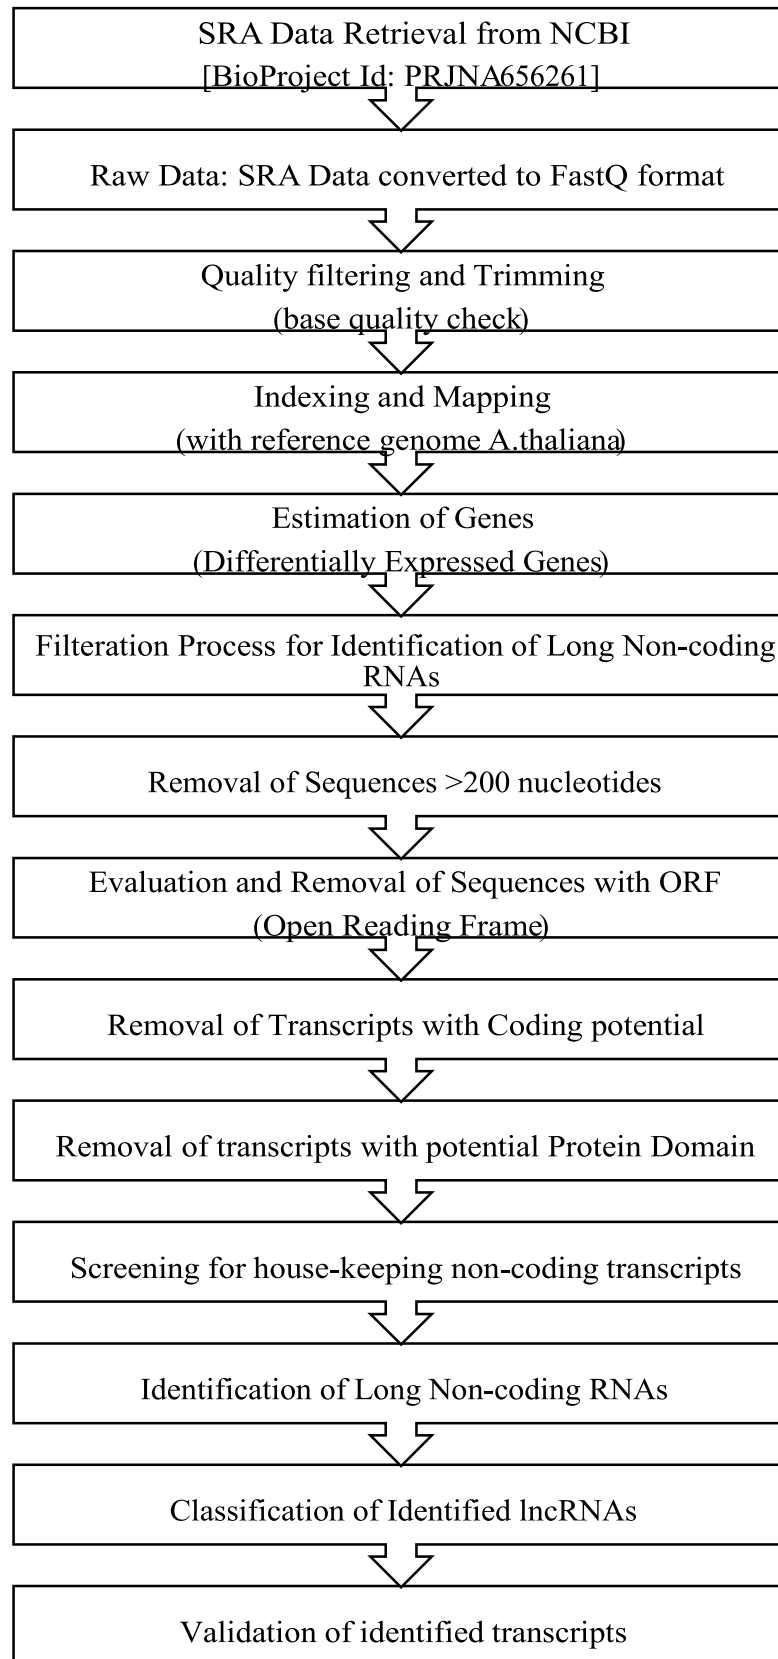 SRA Data Retrieval from NCBI
[BioProject Id: PRJNA656261]
Raw Data: SRA Data converted to FastQ format
Quality filtering and Trimming
(base quality check)
Indexing and Mapping
(with reference genome A.thaliana)
Estimation of Genes
(Differentially Expressed Genes)
Filteration Process for Identification of Long Non-coding
RNAs
Removal of Sequences >200 nucleotides
Evaluation and Removal of Sequences with ORF
(Open Reading Frame)
Removal of Transcripts with Coding potential
Removal of transcripts with potential Protein Domain
Screening for house-keeping non-coding transcripts
Identification of Long Non-coding RNAs
Classification of Identified lncRNAs
Validation of identified transcripts